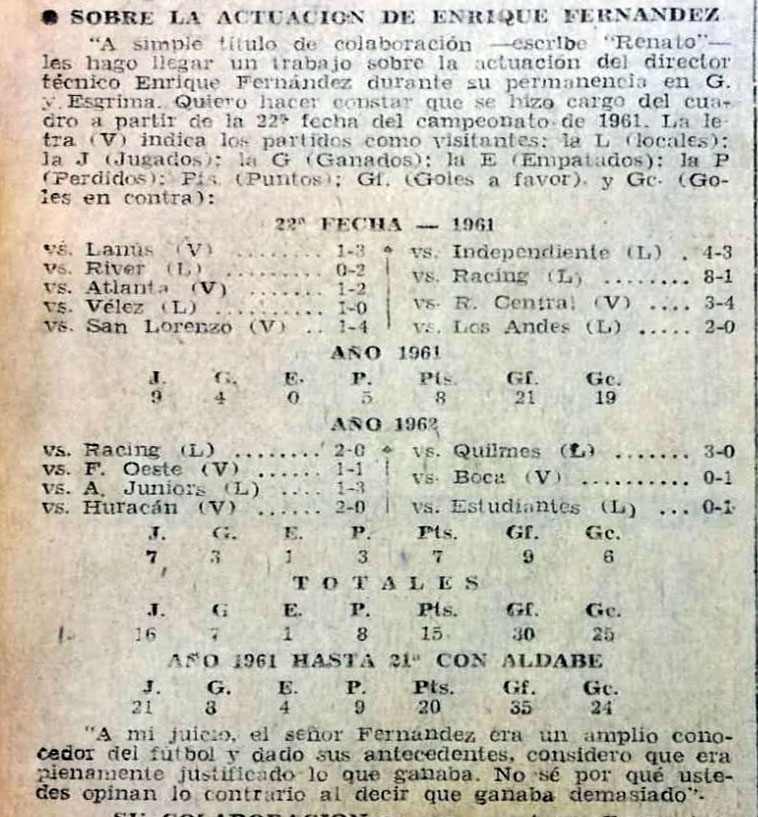 ● SOBRE LA ACTUACION DE ENRIQUE FERNANDEZ
"A simple título de colaboración —escribe "Renato"—
les hago llegar un trabajo sobre la actuación del director
técnico Enrique Fernández durante su permanencia en G.
y Esgrima. Quiero hacer constar que se hizo cargo del cua-
dro a partir de la 22ª fecha del campeonato de 1961. La le-
tra (V) indica los partidos como visitantes; la L (locales);
la J (Jugados); la G (Ganados); la E (Empatados); la P
(Perdidos); Pts. (Puntos); Gf. (Goles a favor) y Gc. (Go-
les en contra):
22ª FECHA — 1961
vs. Lanús (V) ........ 1-3 vs. Independiente (L) . 4-3
vs. River (L) ........ 0-2 vs. Racing (L) ......... 8-1
vs. Atlanta (V) ....... 1-2
vs. Vélez (L) .......... 1-0 vs. R. Central (V) .... 3-4
vs. San Lorenzo (V) .. 1-4 vs. Los Andes (L) ..... 2-0
AÑO 1961
J. G. E. P. Pts. Gf. Gc.
9 4 0 5 8 21 19
AÑO 1962
vs. Racing (L) ........ 2-0 vs. Quilmes (L) ....... 3-0
vs. F. Oeste (V) ...... 1-1 vs. Boca (V) .......... 0-1
vs. A. Juniors (L) .... 1-3
vs. Huracán (V) ...... 2-0 vs. Estudiantes (L) ... 0-1
J. G. E. P. Pts. Gf. Gc.
7 3 1 3 7 9 6
TOTALES
J. G E. P. Pts. Gf. Gc.
16 7 1 8 15 30 25
AÑO 1961 HASTA 21ª CON ALDABE
J. G. E. P. Pts. Gf. Gc.
21 8 4 9 20 35 24
"A mi juicio, el señor Fernández era un amplio cono-
cedor del fútbol y dado sus antecedentes, considero que era
plenamente justificado lo que ganaba. No sé por qué uste-
des opinan lo contrario al decir que ganaba demasiado".
SU COLABORACION